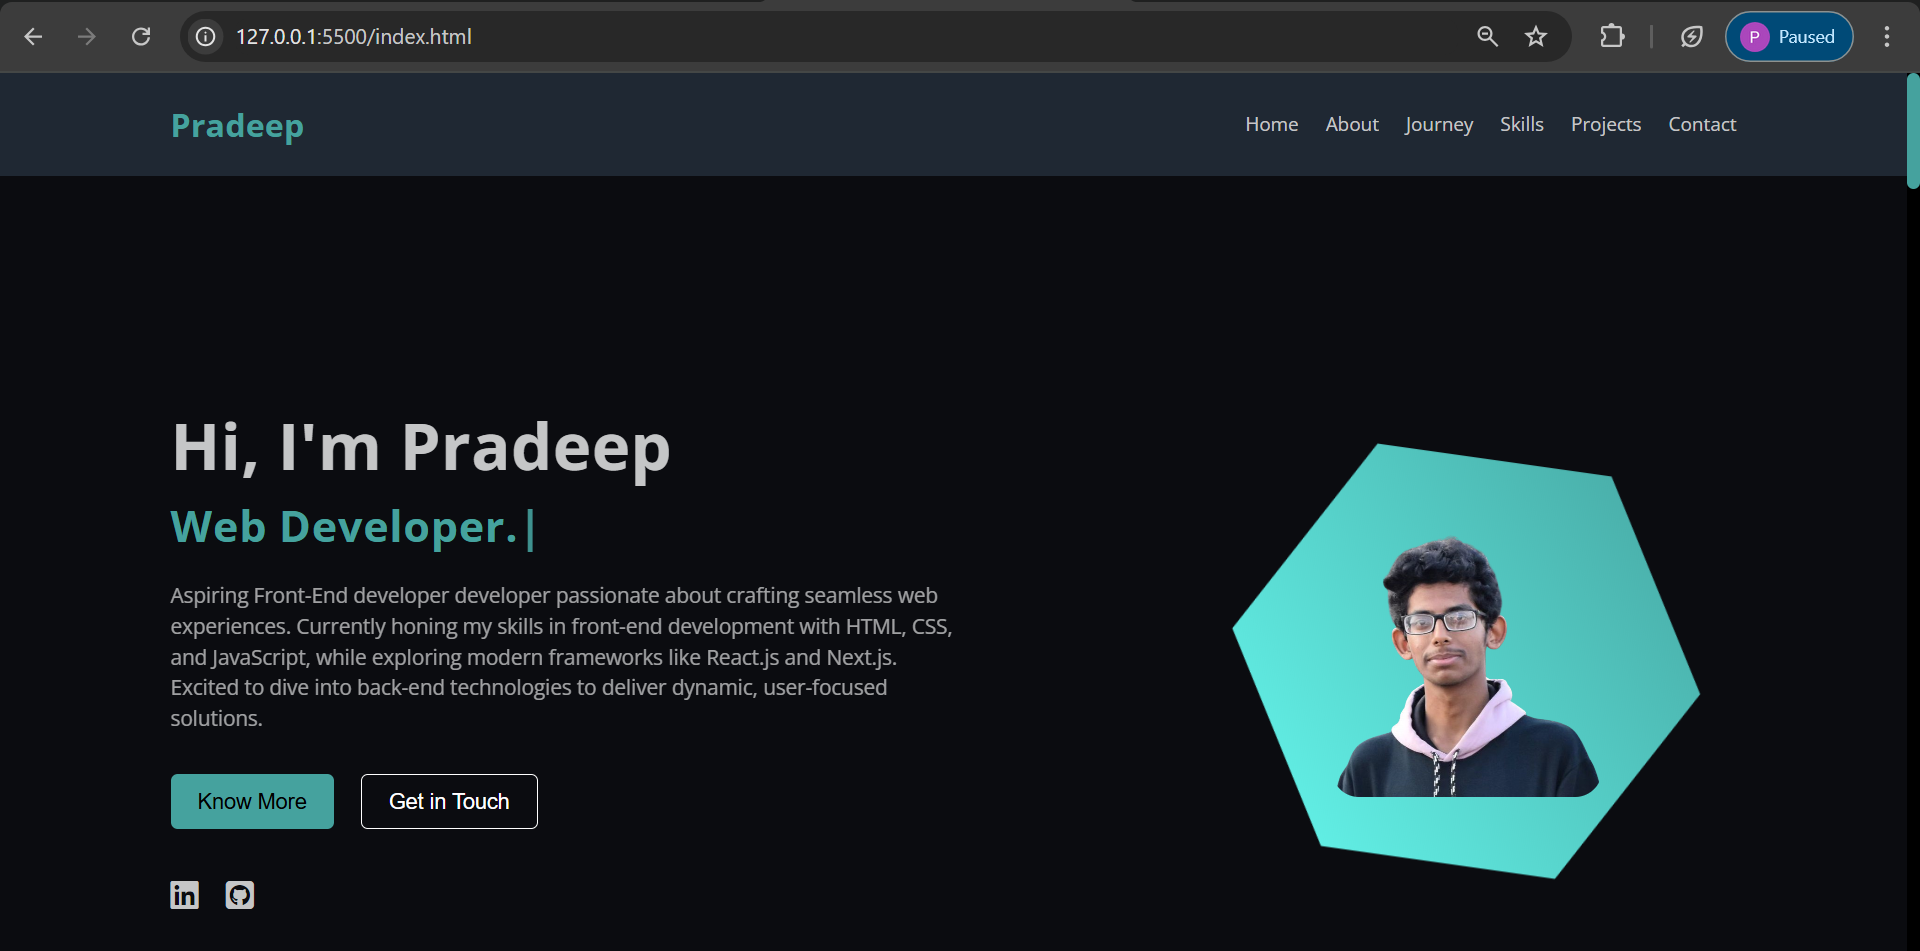 127.0.0.1:5500/index.html
P Paused
Pradeep
Home About Journey Skills Projects Contact
Hi, I'm Pradeep
Web Developer.|
Aspiring Front-End developer developer passionate about crafting seamless web
experiences. Currently honing my skills in front-end development with HTML, CSS,
and JavaScript, while exploring modern frameworks like React.js and Next.js.
Excited to dive into back-end technologies to deliver dynamic, user-focused
solutions.
Know More Get in Touch
in